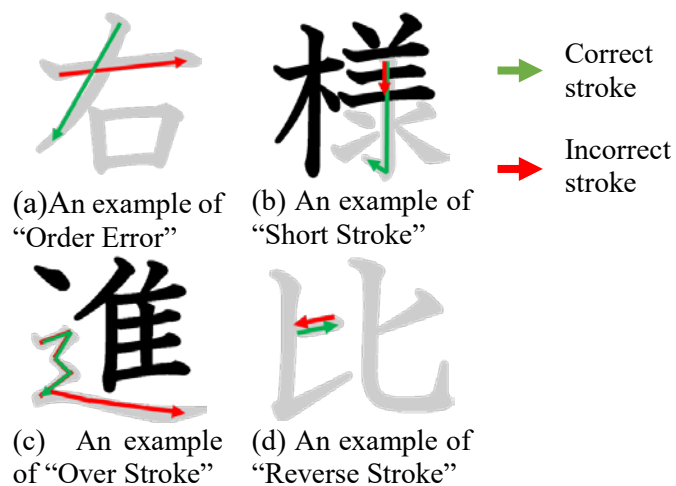 右
樣
Correct
stroke
Incorrect
stroke
(a)An example of
“Order Error”
(b) An example of
“Short Stroke”
進
比
(c) An example
of “Over Stroke”
(d) An example of
“Reverse Stroke”